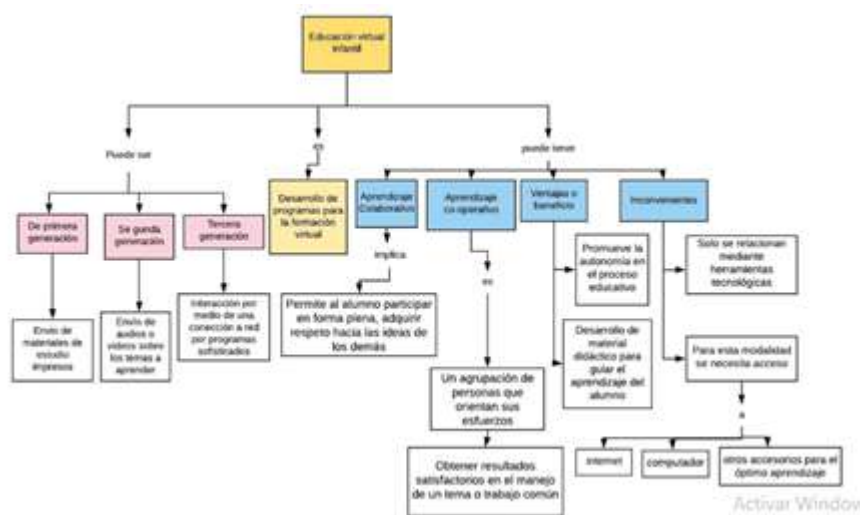 Educación virtual
infantil
Puede ser
es
puede tener
De primera
generación
Se gunda
generación
Tercera
generación
Desarrollo de
programas para
la formación
virtual
Aprendizaje
Colaborativo
Aprendizaje
co operativo
Ventajas o
beneficio
Inconvenientes
implica
es
Envio de
materiales de
estudio
impresos
Envío de
audios o
videos sobre
los temas a
aprender
Interacción por
medio de una
conección a red
por programas
sofisticados
Permite al alumno participar
en forma plena, adquirir
respeto hacia las ideas de
los demás
Promueve la
autonomía en
el proceso
educativo
Solo se relacionan
mediante
herramientas
tecnológicas
Desarrollo de
material
didáctico para
guiar el
aprendizaje del
alumno
Para esta modalidad
se necesita acceso
Un agrupación de
personas que
orientan sus
esfuerzos
a
internet
computador
otros accesorios para el
óptimo aprendizaje
Obtener resultados
satisfactorios en el manejo
de un tema o trabajo común
Activar Window